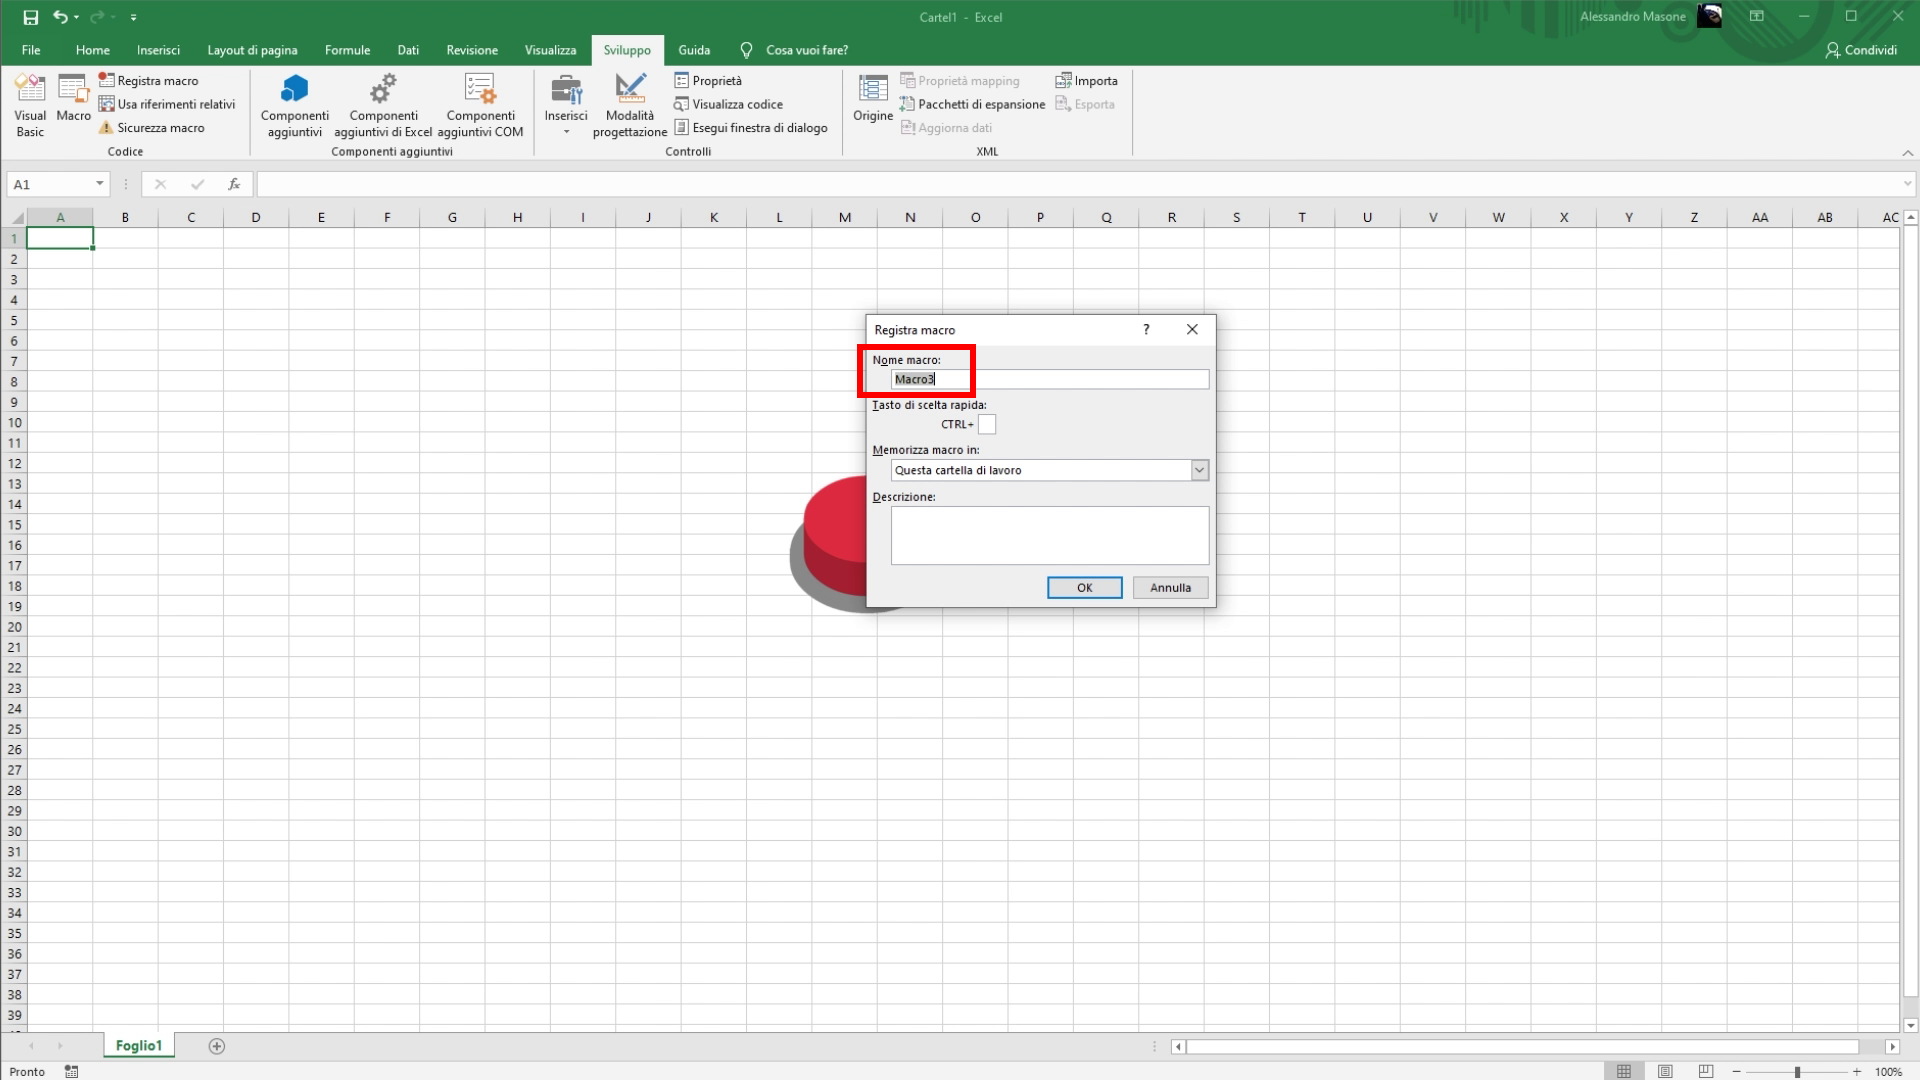 Cartel1 - Excel
Alessandro Masone
File Home Inserisci Layout di pagina Formule Dati Revisione Visualizza Sviluppo Guida Cosa vuoi fare? Condividi
Visual Basic
Macro
Registra macro
Usa riferimenti relativi
Sicurezza macro
Codice
Componenti aggiuntivi
Componenti aggiuntivi di Excel
Componenti aggiuntivi COM
Componenti aggiuntivi
Inserisci
Modalità progettazione
Proprietà
Visualizza codice
Esegui finestra di dialogo
Controlli
Origine
Proprietà mapping
Pacchetti di espansione
Aggiorna dati
Importa
Esporta
XML
A1
fx
A B C D E F G H I J K L M N O P Q R S T U V W X Y Z AA AB AC
1
2
3
4
5
6
7
8
9
10
11
12
13
14
15
16
17
18
19
20
21
22
23
24
25
26
27
28
29
30
31
32
33
34
35
36
37
38
39
Registra macro ?
Nome macro:
Macro3
Tasto di scelta rapida:
CTRL+
Memorizza macro in:
Questa cartella di lavoro
Descrizione:
OK Annulla
Foglio1
Pronto
100%